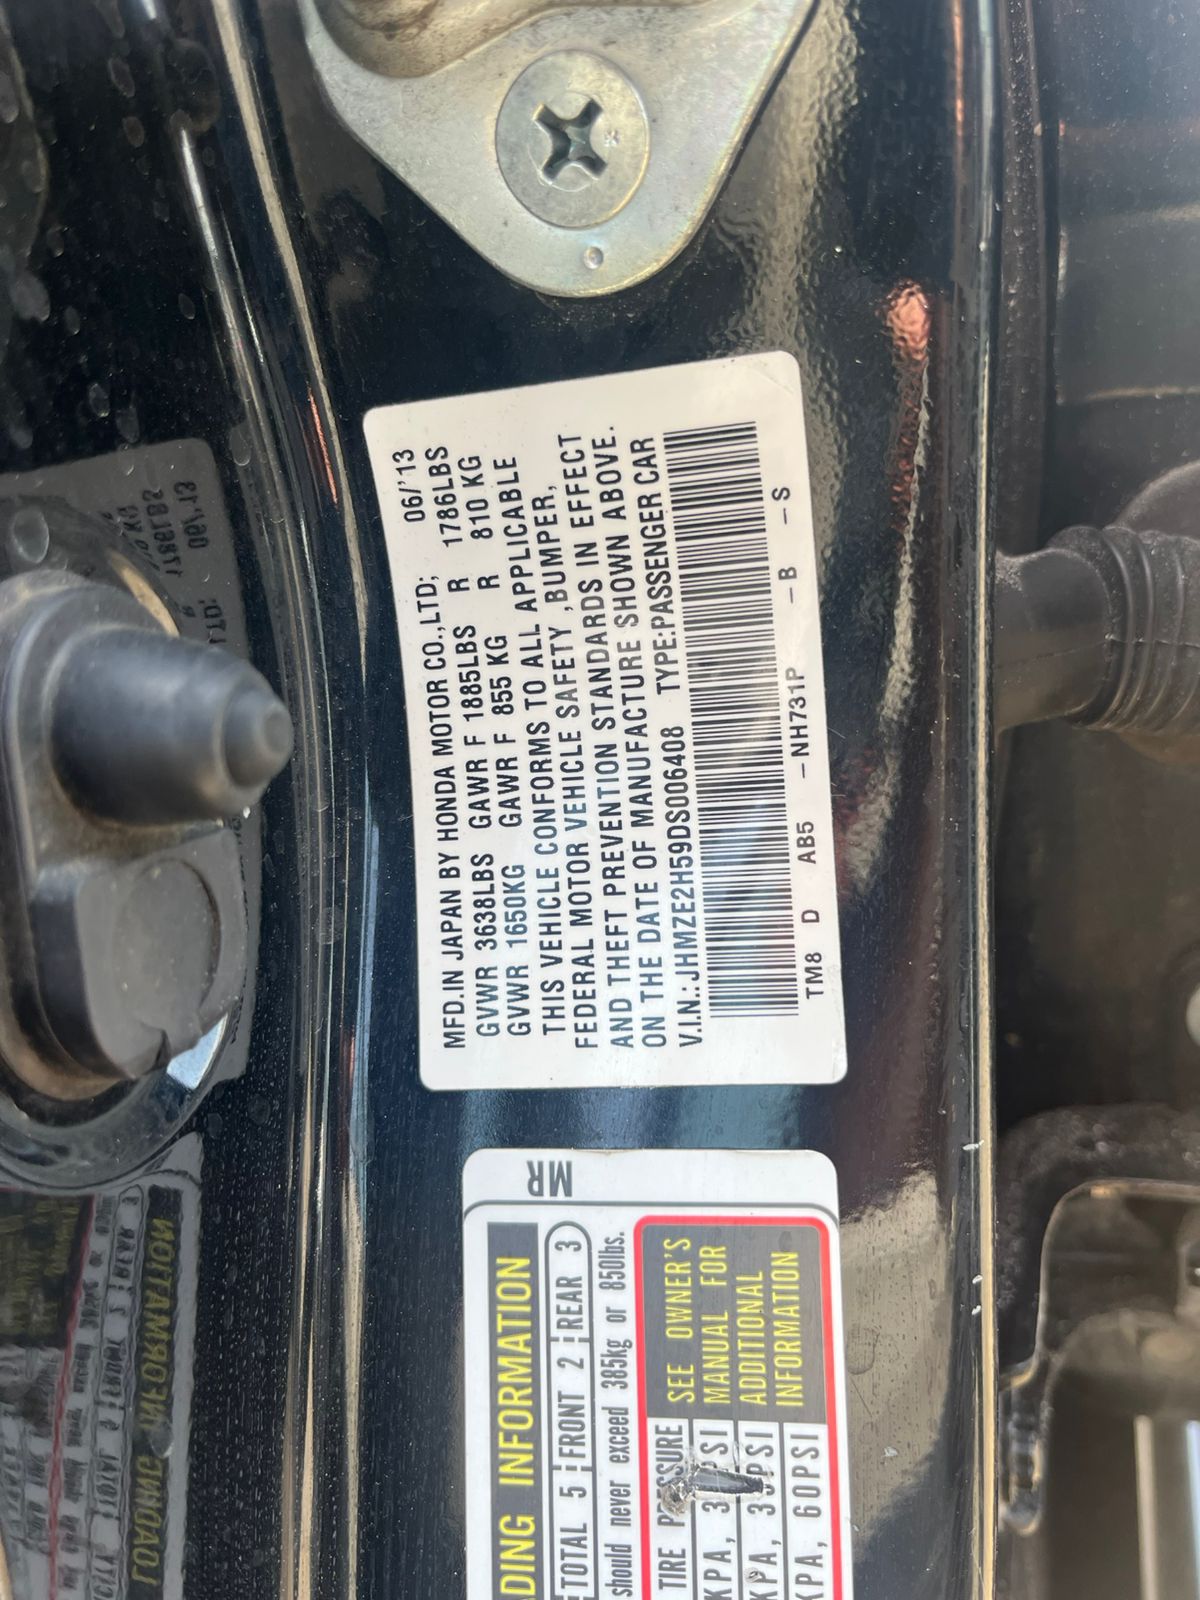 MFD.IN JAPAN BY HONDA MOTOR CO.,LTD; 06/'13
GVWR 3638LBS GAWR F 1885LBS R 1786LBS
GVWR 1650KG GAWR F 855 KG R 810 KG
THIS VEHICLE CONFORMS TO ALL APPLICABLE
FEDERAL MOTOR VEHICLE SAFETY ,BUMPER,
AND THEFT PREVENTION STANDARDS IN EFFECT
ON THE DATE OF MANUFACTURE SHOWN ABOVE.
V.I.N.:JHMZE2H59DS006408 TYPE:PASSENGER CAR
TM8 D AB5 –NH731P –B –S
MR
INFORMATION
TOTAL 5 FRONT 2 REAR 3
should never exceed 385kg or 850lbs.
TIRE
SEE OWNER'S
MANUAL FOR
ADDITIONAL
INFORMATION
KPA, 60PSI